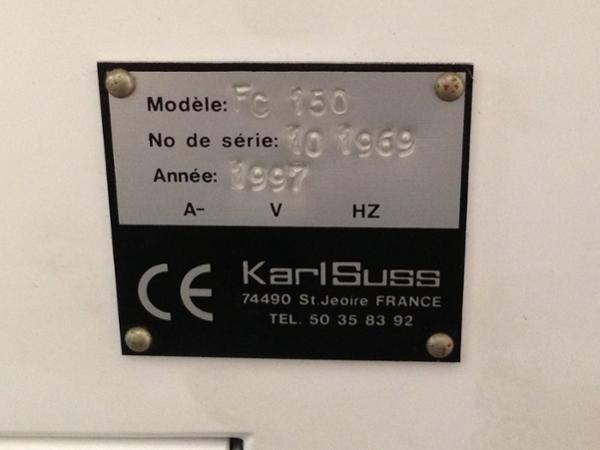 Modèle: FC 150
No de série: 10 1969
Année: 1997
A- V HZ
CE KarlSuss
74490 St.Jeoire FRANCE
TEL. 50 35 83 92